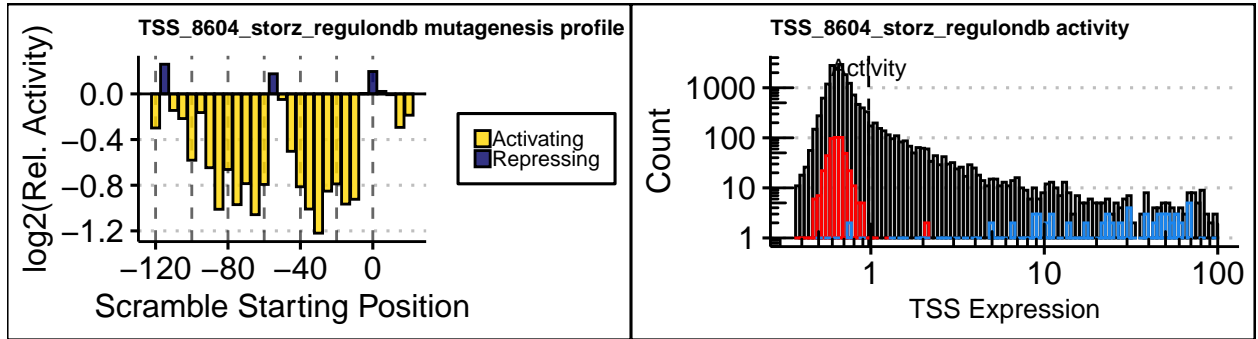 TSS_8604_storz_regulondb mutagenesis profile
log2(Rel. Activity)
0.0
−0.4
−0.8
−1.2
−120
−80
−40
0
Scramble Starting Position
Activating
Repressing
TSS_8604_storz_regulondb activity
Activity
Count
1000
100
10
1
1
10
100
TSS Expression